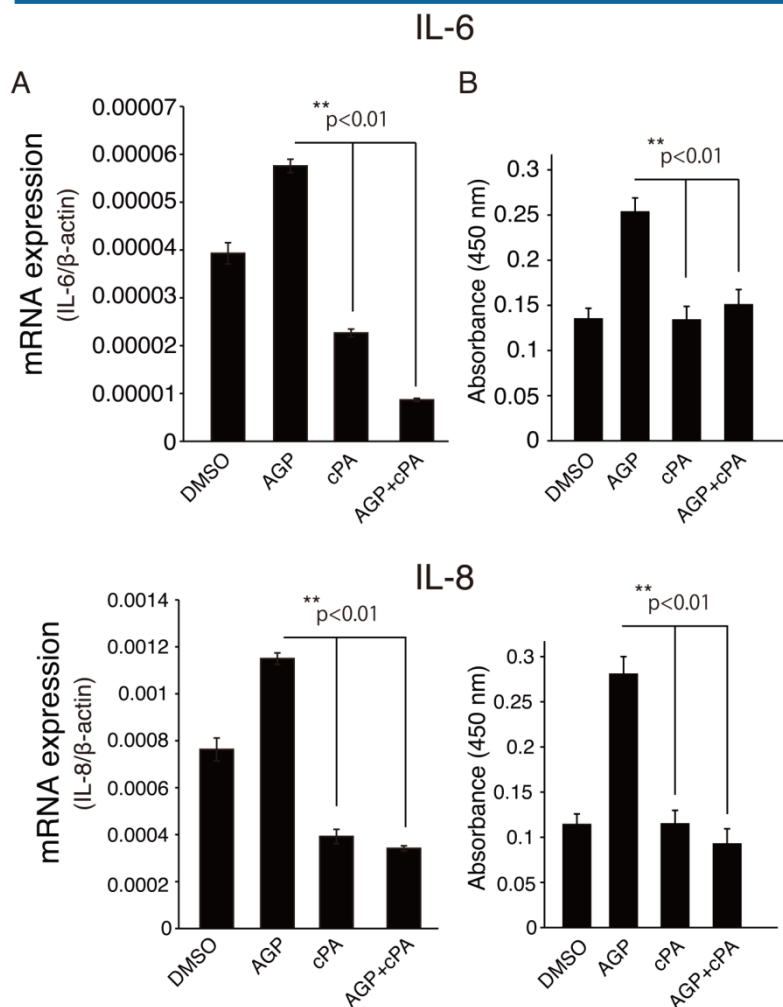 IL-6
A
mRNA expression
(IL-6/β-actin)
0.00007
0.00006
0.00005
0.00004
0.00003
0.00002
0.00001
0
**
p<0.01
DMSO
AGP
cPA
AGP+cPA
B
Absorbance (450 nm)
0.3
0.25
0.2
0.15
0.1
0.05
0
**
p<0.01
DMSO
AGP
cPA
AGP+cPA
IL-8
mRNA expression
(IL-8/β-actin)
0.0014
0.0012
0.001
0.0008
0.0006
0.0004
0.0002
0
**
p<0.01
DMSO
AGP
cPA
AGP+cPA
Absorbance (450 nm)
0.3
0.25
0.2
0.15
0.1
0.05
0
**
p<0.01
DMSO
AGP
cPA
AGP+cPA